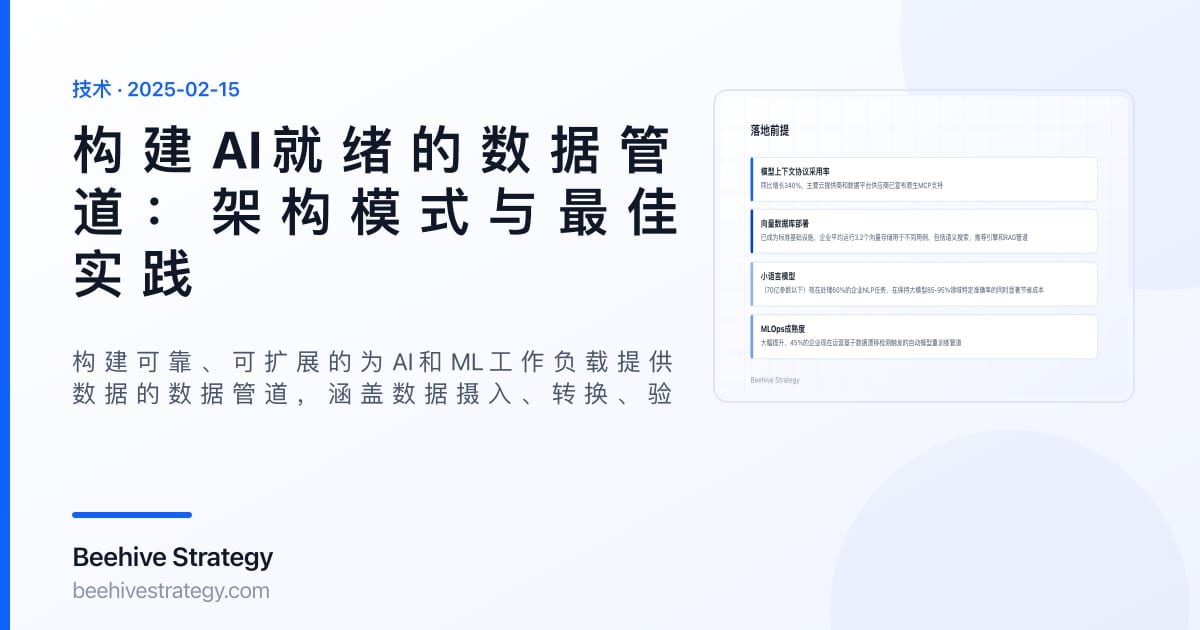 技术 · 2025-02-15
构建AI就绪的数据管
道：架构模式与最佳
实践
构建可靠、可扩展的为AI和ML工作负载提供
数据的数据管道，涵盖数据摄入、转换、验
Beehive Strategy
beehivestrategy.com
落地前提
模型上下文协议采用率
同比增长340%，主要云提供商和数据平台供应商已宣布原生MCP支持
向量数据库部署
已成为标准基础设施，企业平均运行3.2个向量存储用于不同用例，包括语义搜索、推荐引擎和RAG管道
小语言模型
（70亿参数以下）现在处理60%的企业NLP任务，在保持大模型85-95%领域特定准确率的同时显著节省成本
MLOps成熟度
大幅提升，45%的企业现在运营基于数据漂移检测触发的自动模型重训练管道
Beehive Strategy